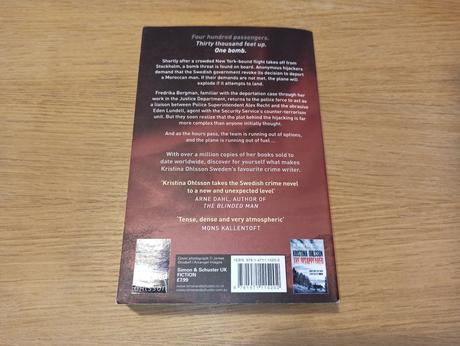 Four hundred passengers.
Thirty thousand feet up.
One bomb.
Shortly after a crowded New York-bound flight takes off from
Stockholm, a bomb threat is found on board. Anonymous hijackers
demand that the Swedish government revoke its decision to deport
a Moroccan man. If their demands are not met, the plane will
explode if it attempts to land.
Fredrika Bergman, familiar with the deportation case through her
work in the Justice Department, returns to the police force to act as
a liaison between Police Superintendent Alex Recht and the abrasive
Eden Lundell, agent with the Security Service's counter-terrorism
unit. But they soon realize that the plot behind the hijacking is far
more complex than anyone initially thought.
And as the hours pass, the team is running out of options,
and the plane is running out of fuel...
With over a million copies of her books sold to
date worldwide, discover for yourself what makes
Kristina Ohlsson Sweden's favourite crime writer.
'Kristina Ohlsson takes the Swedish crime novel
to a new and unexpected level'
ARNE DAHL, AUTHOR OF
THE BLINDED MAN
'Tense, dense and very atmospheric'
MONS KALLENTOFT
Simon & Schuster UK
FICTION
£7.99
THE DISAPPEARED